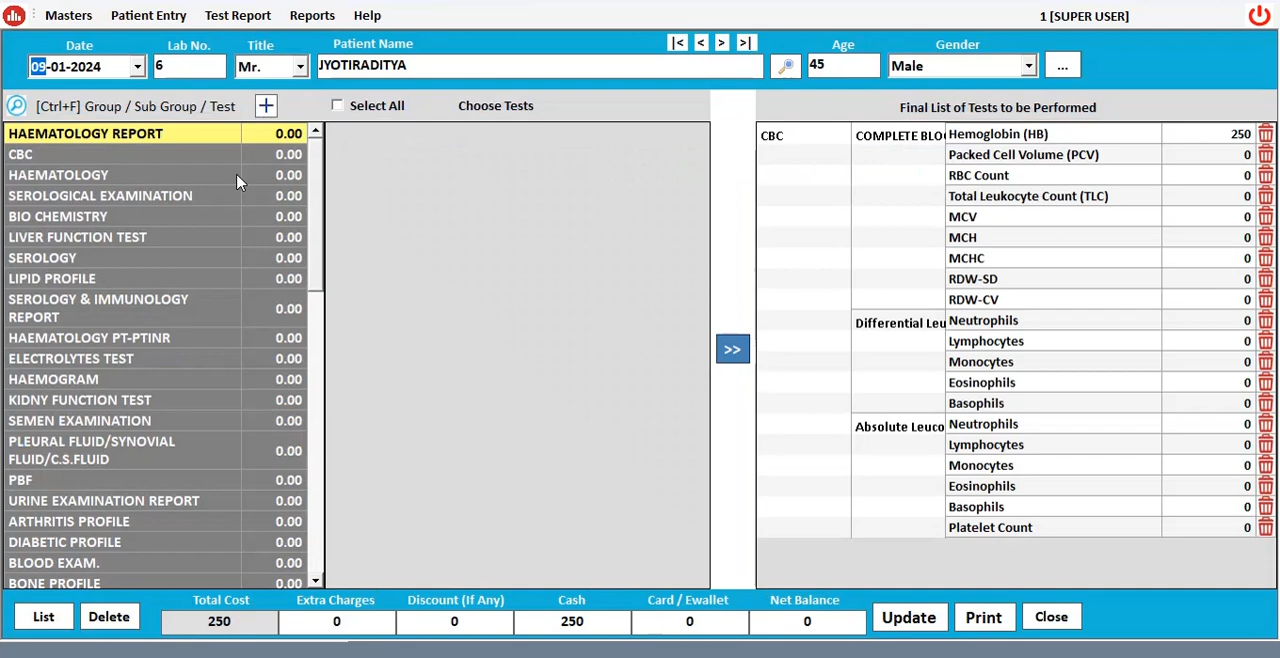 Masters Patient Entry Test Report Reports Help 1 [SUPER USER]
Date Lab No. Title Patient Name |< < > >| Age Gender
09-01-2024 6 Mr. JYOTIRADITYA 45 Male ...
[Ctrl+F] Group / Sub Group / Test + Select All Choose Tests Final List of Tests to be Performed
HAEMATOLOGY REPORT 0.00
CBC 0.00
HAEMATOLOGY 0.00
SEROLOGICAL EXAMINATION 0.00
BIO CHEMISTRY 0.00
LIVER FUNCTION TEST 0.00
SEROLOGY 0.00
LIPID PROFILE 0.00
SEROLOGY & IMMUNOLOGY
REPORT 0.00
HAEMATOLOGY PT-PTINR 0.00
ELECTROLYTES TEST 0.00
HAEMOGRAM 0.00
KIDNY FUNCTION TEST 0.00
SEMEN EXAMINATION 0.00
PLEURAL FLUID/SYNOVIAL
FLUID/C.S.FLUID 0.00
PBF 0.00
URINE EXAMINATION REPORT 0.00
ARTHRITIS PROFILE 0.00
DIABETIC PROFILE 0.00
BLOOD EXAM. 0.00
BONE PROFILE 0.00
>>
CBC COMPLETE BLO Hemoglobin (HB) 250
Packed Cell Volume (PCV) 0
RBC Count 0
Total Leukocyte Count (TLC) 0
MCV 0
MCH 0
MCHC 0
RDW-SD 0
RDW-CV 0
Differential Leu Neutrophils 0
Lymphocytes 0
Monocytes 0
Eosinophils 0
Basophils 0
Absolute Leuco Neutrophils 0
Lymphocytes 0
Monocytes 0
Eosinophils 0
Basophils 0
Platelet Count 0
List Delete Total Cost Extra Charges Discount (If Any) Cash Card / Ewallet Net Balance Update Print Close
250 0 0 250 0 0